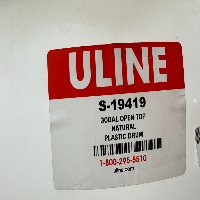 ULINE
S-19419
30GAL OPEN TOP
NATURAL
PLASTIC DRUM
1-800-295-5510
uline.com